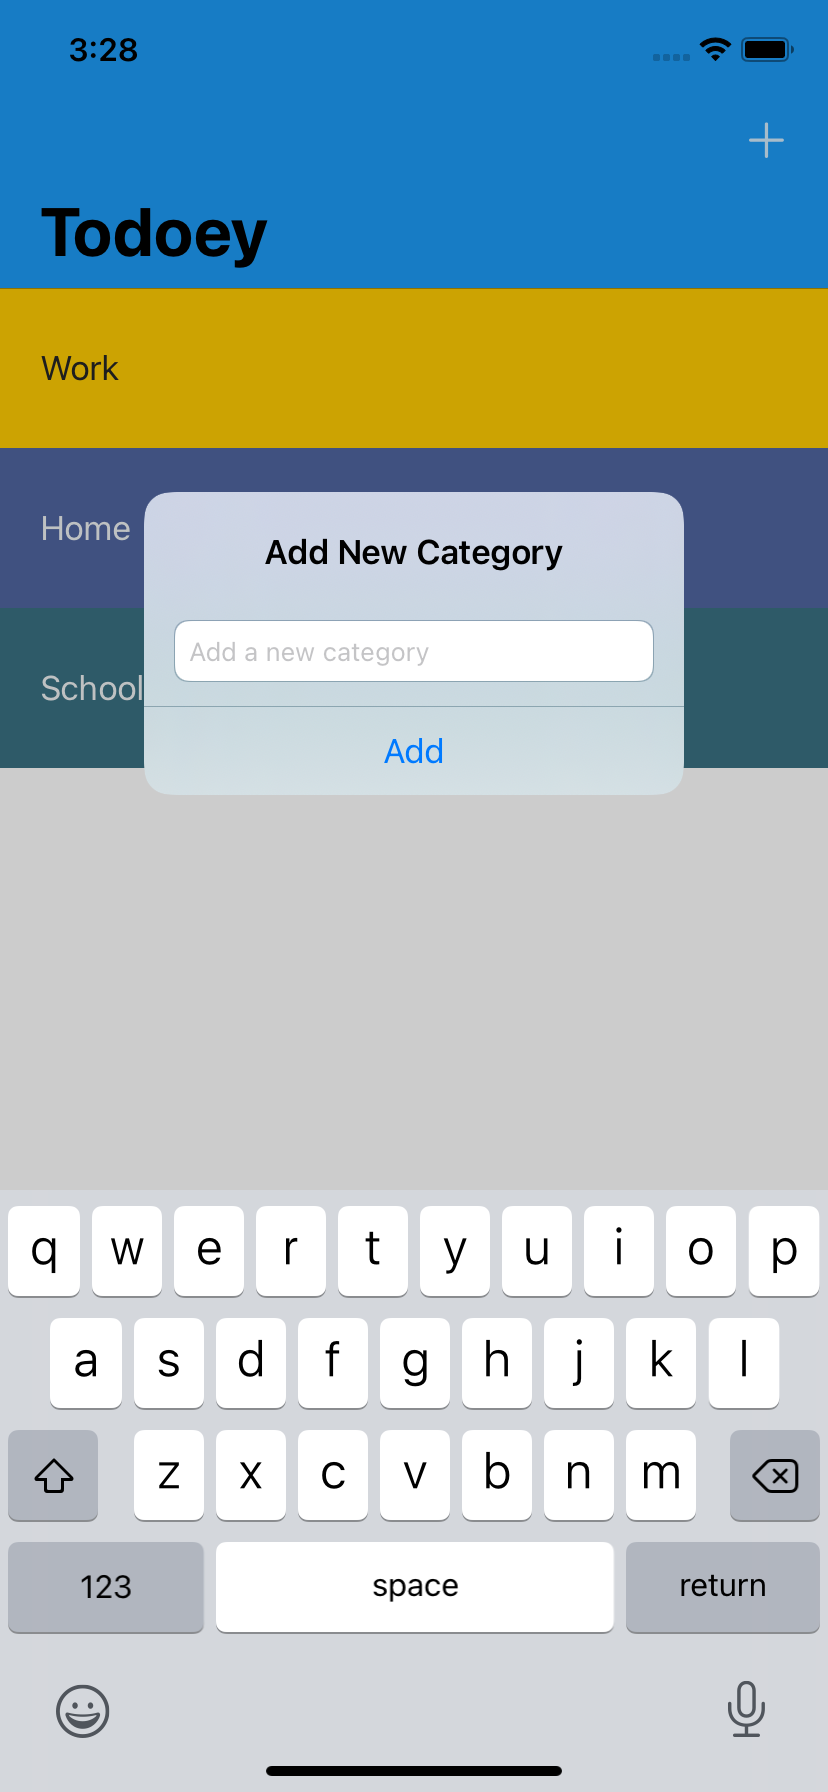 3:28
Todoey
Work
Home
School
Add New Category
Add a new category
Add
q w e r t y u i o p
a s d f g h j k l
z x c v b n m
123 space return